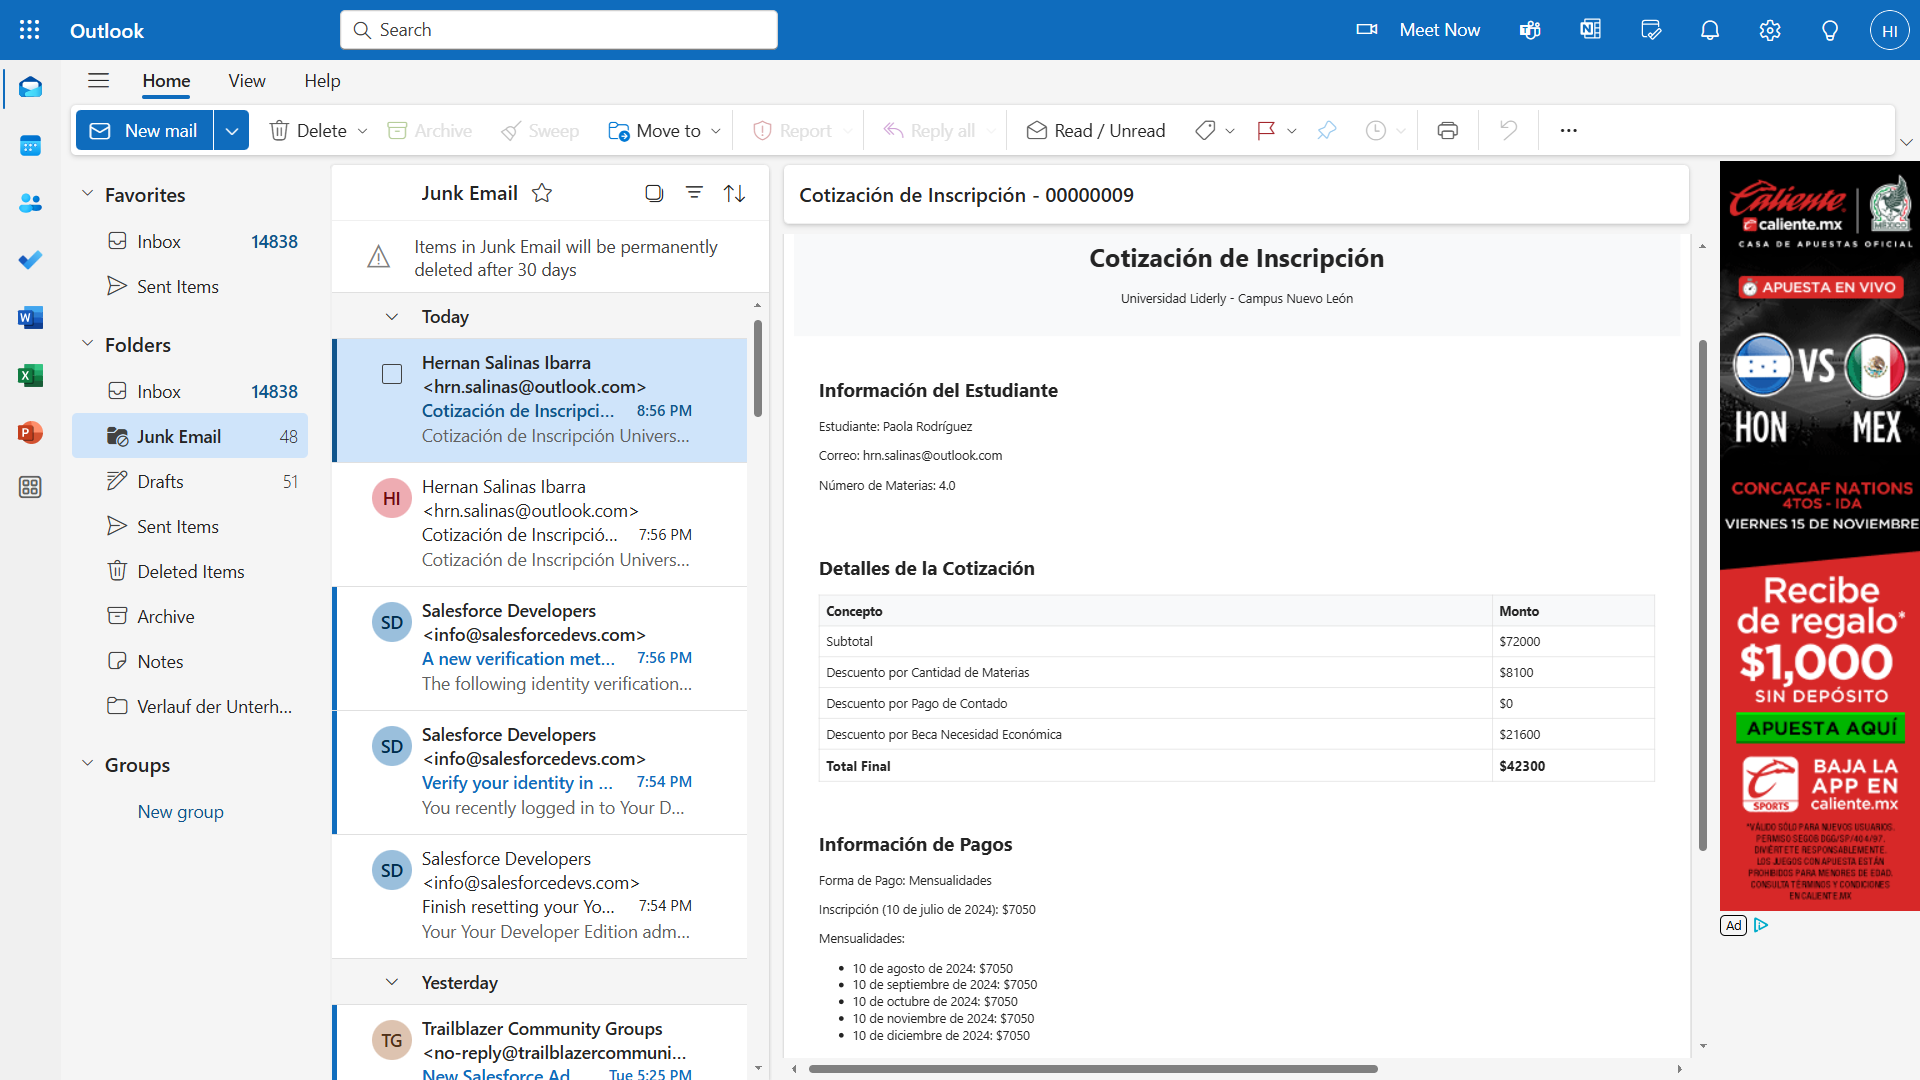 Outlook
Search
Meet Now
HI
Home
View
Help
New mail
Delete
Archive
Sweep
Move to
Report
Reply all
Read / Unread
Favorites
Inbox 14838
Sent Items
Folders
Inbox 14838
Junk Email 48
Drafts 51
Sent Items
Deleted Items
Archive
Notes
Verlauf der Unterh...
Groups
New group
Junk Email
Items in Junk Email will be permanently
deleted after 30 days
Today
Hernan Salinas Ibarra
<hrn.salinas@outlook.com>
Cotización de Inscripci... 8:56 PM
Cotización de Inscripción Univers...
HI
Hernan Salinas Ibarra
<hrn.salinas@outlook.com>
Cotización de Inscripció... 7:56 PM
Cotización de Inscripción Univers...
SD
Salesforce Developers
<info@salesforcedevs.com>
A new verification met... 7:56 PM
The following identity verification...
SD
Salesforce Developers
<info@salesforcedevs.com>
Verify your identity in ... 7:54 PM
You recently logged in to Your D...
SD
Salesforce Developers
<info@salesforcedevs.com>
Finish resetting your Yo... 7:54 PM
Your Your Developer Edition adm...
Yesterday
TG
Trailblazer Community Groups
<no-reply@trailblazercommuni...
New Salesforce Ad Tue 5:25 PM
Cotización de Inscripción - 00000009
Cotización de Inscripción
Universidad Liderly - Campus Nuevo León
Información del Estudiante
Estudiante: Paola Rodríguez
Correo: hrn.salinas@outlook.com
Número de Materias: 4.0
Detalles de la Cotización
Concepto Monto
Subtotal $72000
Descuento por Cantidad de Materias $8100
Descuento por Pago de Contado $0
Descuento por Beca Necesidad Económica $21600
Total Final $42300
Información de Pagos
Forma de Pago: Mensualidades
Inscripción (10 de julio de 2024): $7050
Mensualidades:
• 10 de agosto de 2024: $7050
• 10 de septiembre de 2024: $7050
• 10 de octubre de 2024: $7050
• 10 de noviembre de 2024: $7050
• 10 de diciembre de 2024: $7050
Caliente
caliente.mx
MEXICO
CASA DE APUESTAS OFICIAL
APUESTA EN VIVO
VS
HON MEX
CONCACAF NATIONS
4TOS - IDA
VIERNES 15 DE NOVIEMBRE
Recibe
de regalo*
$1,000
SIN DEPÓSITO
APUESTA AQUÍ
SPORTS
BAJA LA
APP EN
caliente.mx
*VÁLIDO SÓLO PARA NUEVOS USUARIOS.
PERMISO SEGOB DGG/SP/404/97.
DIVIÉRTETE RESPONSABLEMENTE.
LOS JUEGOS CON APUESTA ESTÁN
PROHIBIDOS PARA MENORES DE EDAD.
CONSULTA TÉRMINOS Y CONDICIONES
EN CALIENTE.MX
Ad